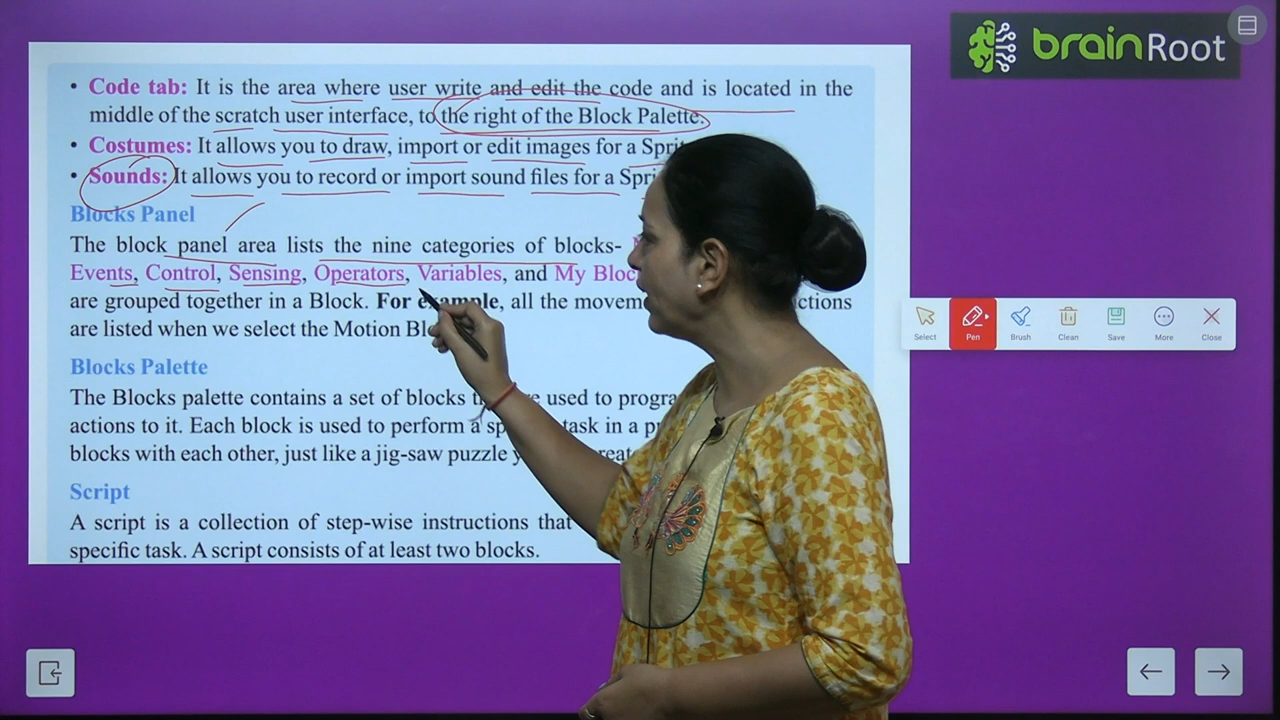 brainRoot
• Code tab: It is the area where user write and edit the code and is located in the
middle of the scratch user interface, to the right of the Block Palette.
• Costumes: It allows you to draw, import or edit images for a
• Sounds: It allows you to record or import sound files for a
Blocks Panel
The block panel area lists the nine categories of blocks-
Events, Control, Sensing, Operators, Variables, and My
are grouped together in a Block. For example, all the
are listed when we select the Motion
Blocks Palette
The Blocks palette contains a set of blocks used to
actions to it. Each block is used to perform a task in a
blocks with each other, just like a jig-saw puzzle
Script
A script is a collection of step-wise instructions that
specific task. A script consists of at least two blocks.
Select Pen Brush Clean Save More Close